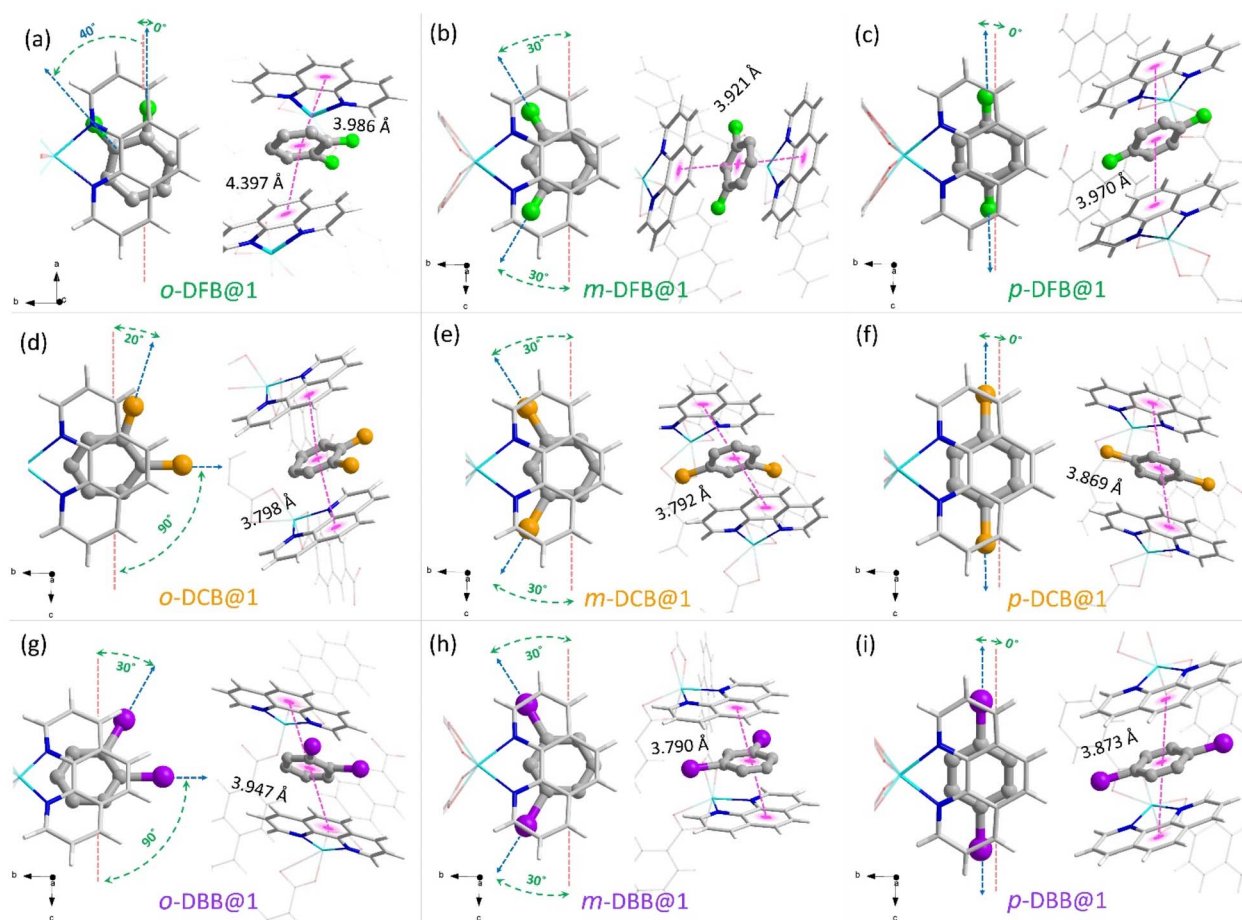 (a)
40°
0°
3.986 Å
4.397 Å
a
b
c
o-DFB@1
(b)
30°
3.921 Å
30°
b
a
c
m-DFB@1
(c)
0°
3.970 Å
b
a
c
p-DFB@1
(d)
20°
3.798 Å
90°
b
a
c
o-DCB@1
(e)
30°
3.792 Å
30°
b
a
c
m-DCB@1
(f)
0°
3.869 Å
b
a
c
p-DCB@1
(g)
30°
3.947 Å
90°
b
a
c
o-DBB@1
(h)
30°
3.790 Å
30°
b
a
c
m-DBB@1
(i)
0°
3.873 Å
b
a
c
p-DBB@1